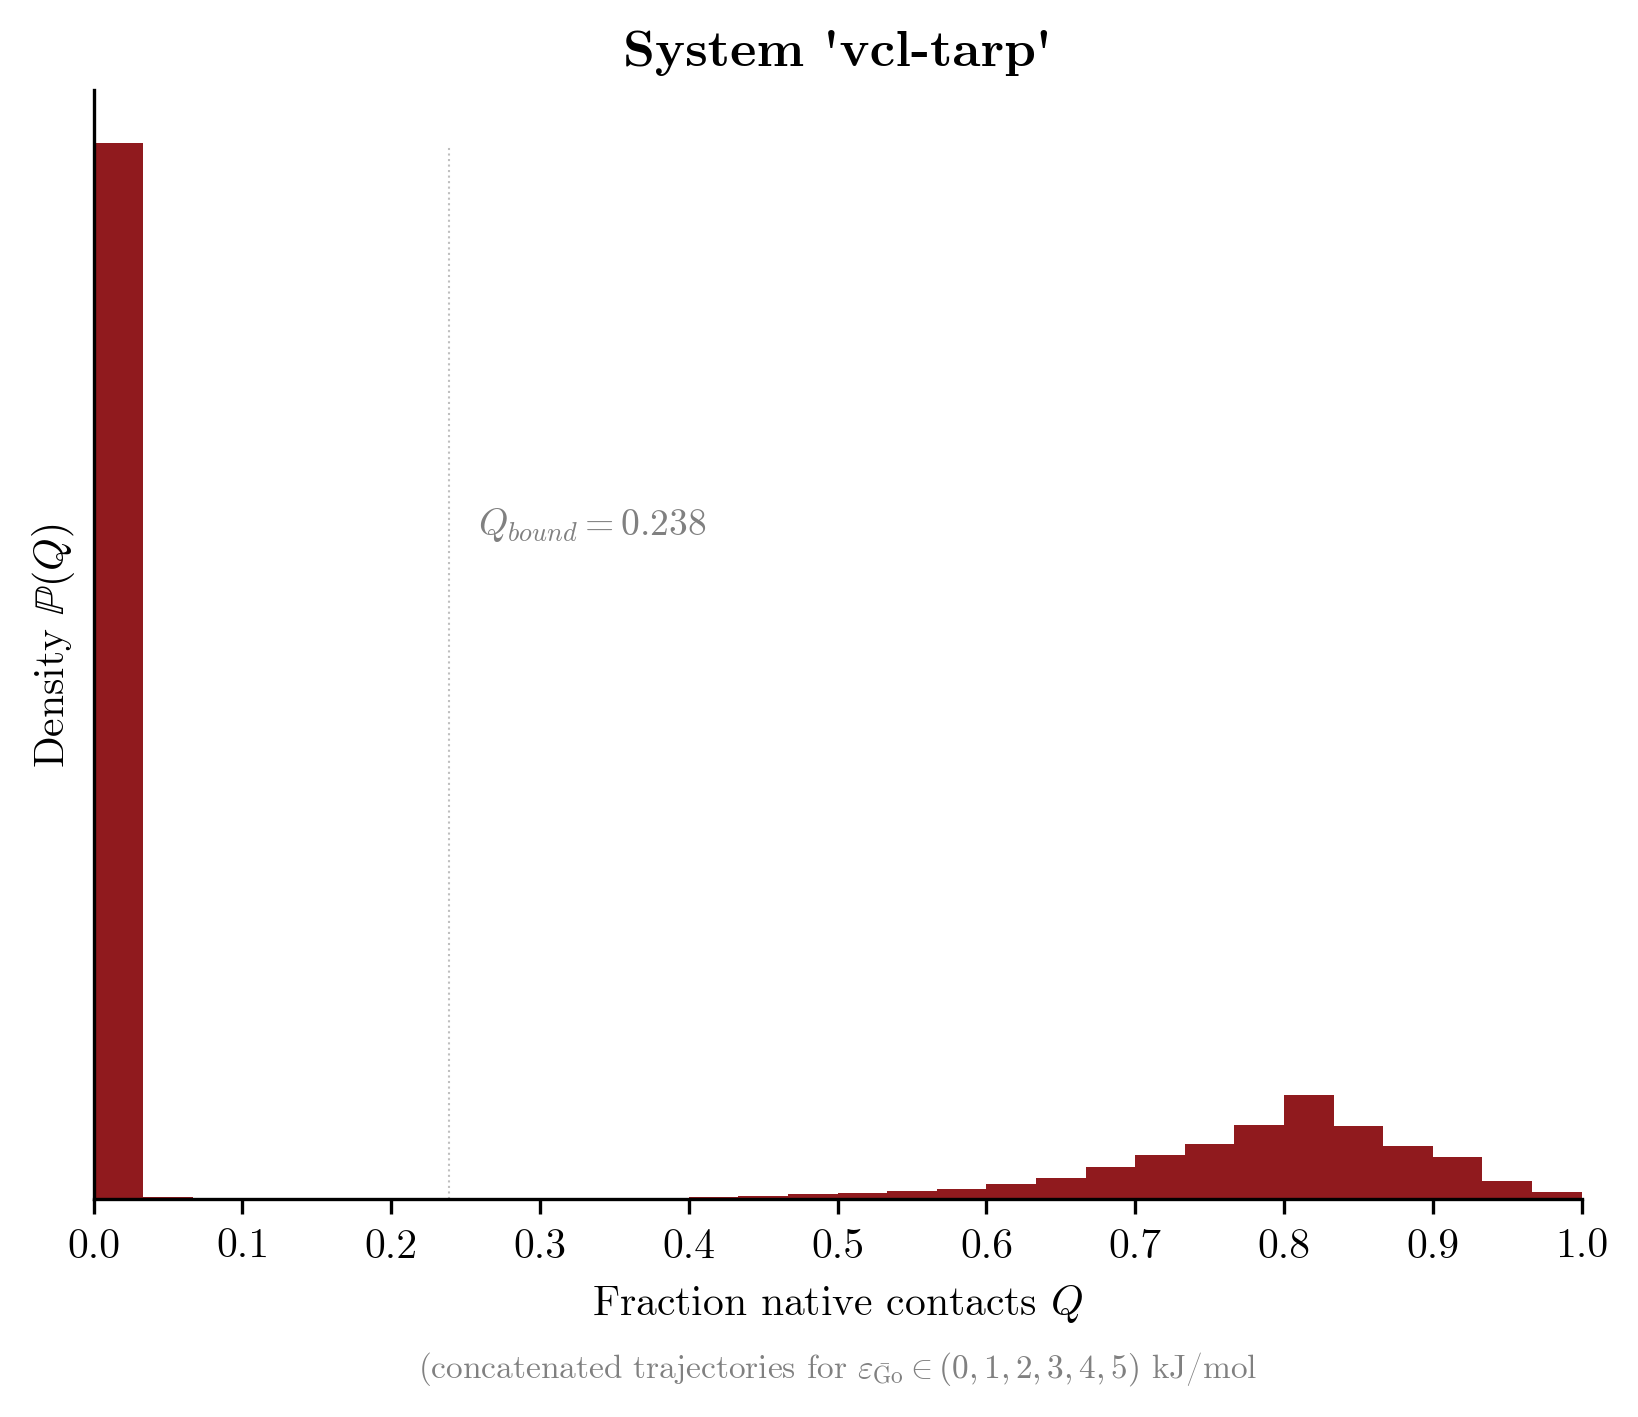 System 'vcl-tarp'
Density ℙ(Q)
Q_bound = 0.238
0.0 0.1 0.2 0.3 0.4 0.5 0.6 0.7 0.8 0.9 1.0
Fraction native contacts Q
(concatenated trajectories for ε_Ḡo ∈ (0, 1, 2, 3, 4, 5) kJ/mol